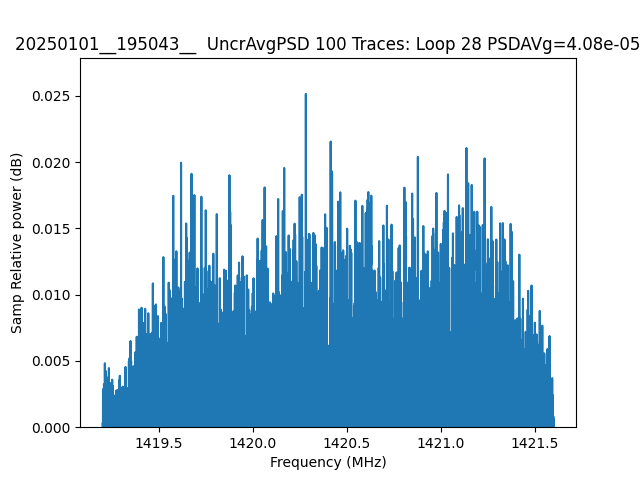 20250101__195043__ UncrAvgPSD 100 Traces: Loop 28 PSDAVg=4.08e-05
0.025
0.020
0.015
0.010
0.005
0.000
Samp Relative power (dB)
1419.5 1420.0 1420.5 1421.0 1421.5
Frequency (MHz)